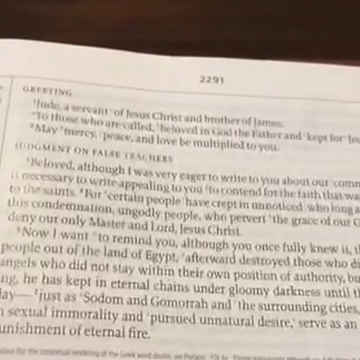 2291
GREETING
Jude, a servant of Jesus Christ and brother of James,
To those who are called, beloved in God the Father and kept for
May mercy, peace, and love be multiplied to you.
JUDGMENT ON FALSE TEACHERS
Beloved, although I was very eager to write to you about our
necessary to write appealing to you to contend for the faith that
to the saints. For certain people have crept in unnoticed who long
this condemnation, ungodly people, who pervert the grace of our
deny our only Master and Lord, Jesus Christ.
Now I want to remind you, although you once fully knew it,
people out of the land of Egypt, afterward destroyed those who
angels who did not stay within their own position of authority,
he has kept in eternal chains under gloomy darkness until
just as Sodom and Gomorrah and the surrounding cities,
sexual immorality and pursued unnatural desire, serve as an
unishment of eternal fire.